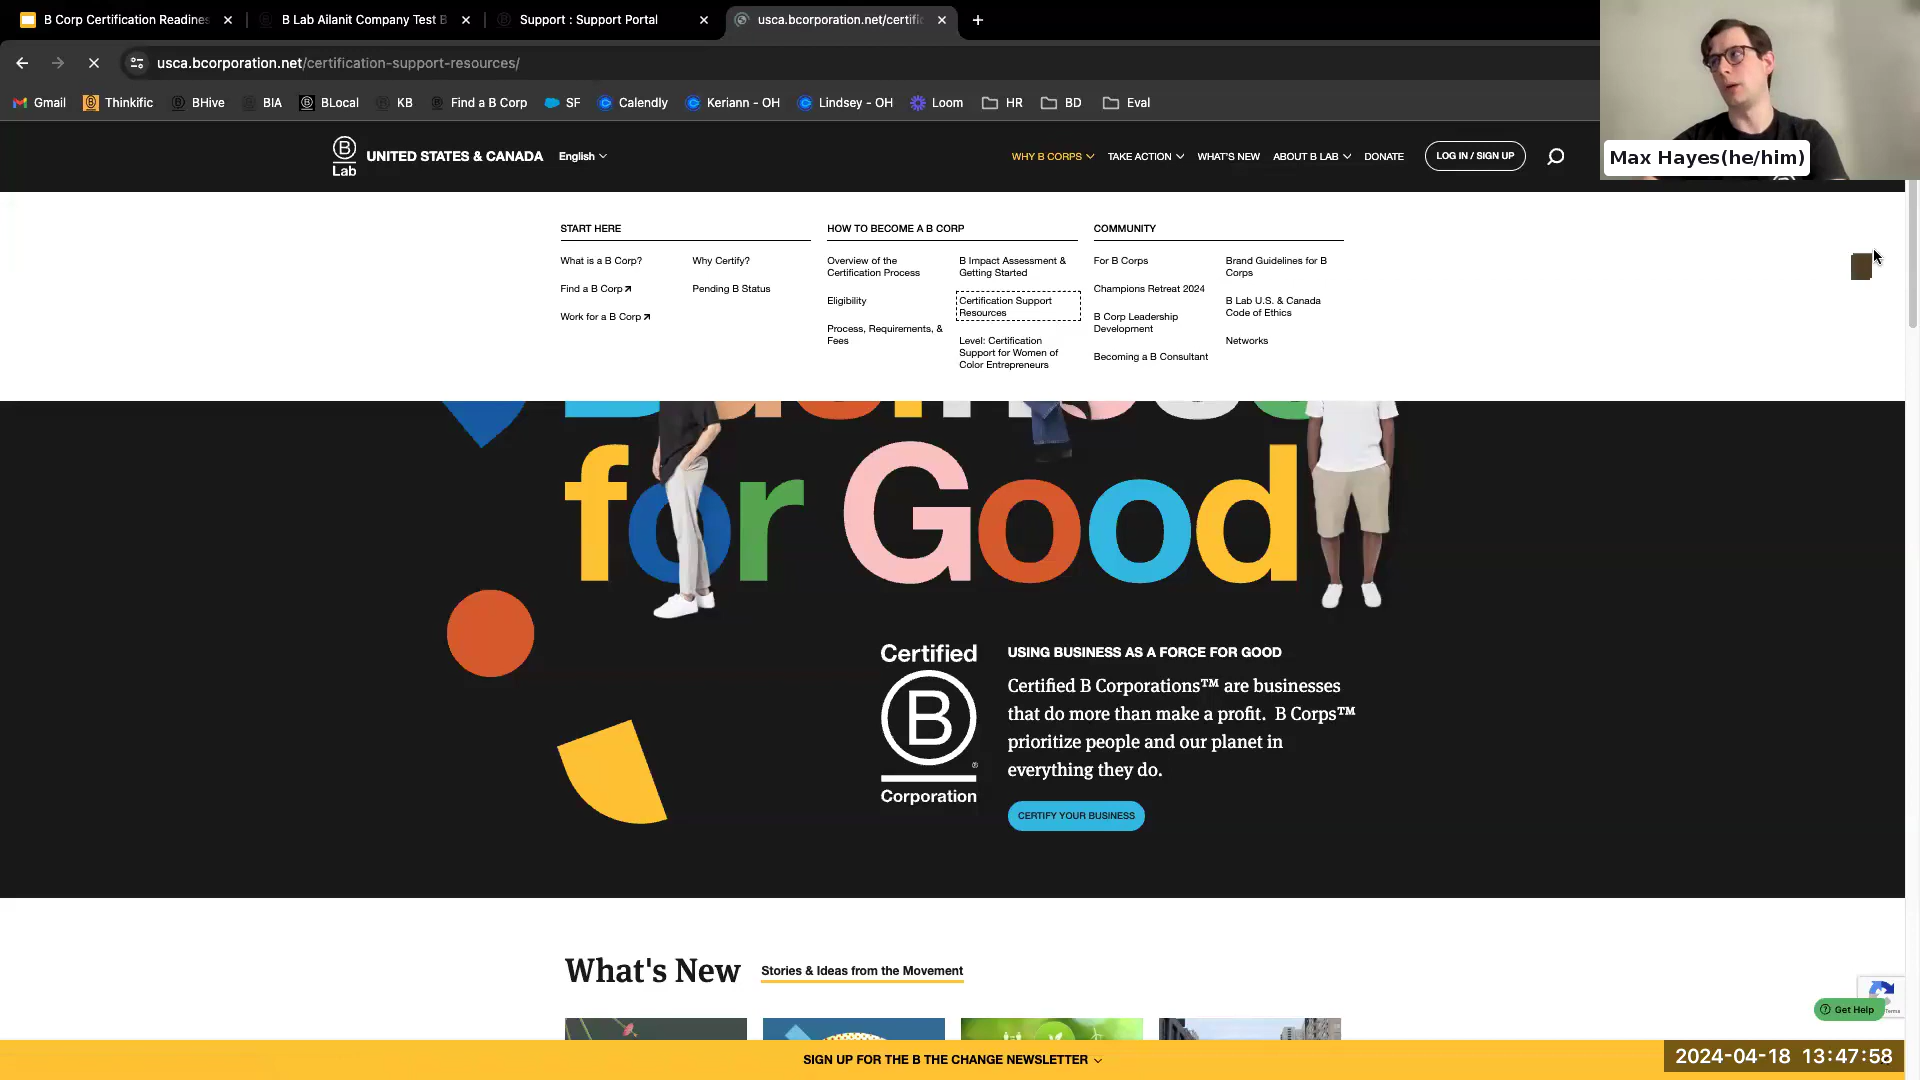 B Corp Certification Readines
B Lab Ailanit Company Test B
Support : Support Portal
usca.bcorporation.net/certific
usca.bcorporation.net/certification-support-resources/
Gmail
Thinkific
BHive
BIA
BLocal
KB
Find a B Corp
SF
Calendly
Keriann - OH
Lindsey - OH
Loom
HR
BD
Eval
Max Hayes(he/him)
B
Lab
UNITED STATES & CANADA
English
WHY B CORPS
TAKE ACTION
WHAT'S NEW
ABOUT B LAB
DONATE
LOG IN / SIGN UP
START HERE
What is a B Corp?
Find a B Corp
Work for a B Corp
Why Certify?
Pending B Status
HOW TO BECOME A B CORP
Overview of the
Certification Process
Eligibility
Process, Requirements, &
Fees
B Impact Assessment &
Getting Started
Certification Support
Resources
Level: Certification
Support for Women of
Color Entrepreneurs
COMMUNITY
For B Corps
Champions Retreat 2024
B Corp Leadership
Development
Becoming a B Consultant
Brand Guidelines for B
Corps
B Lab U.S. & Canada
Code of Ethics
Networks
for Good
Certified
B
®
Corporation
USING BUSINESS AS A FORCE FOR GOOD
Certified B Corporations™ are businesses
that do more than make a profit. B Corps™
prioritize people and our planet in
everything they do.
CERTIFY YOUR BUSINESS
What's New
Stories & Ideas from the Movement
Get Help
Terms
SIGN UP FOR THE B THE CHANGE NEWSLETTER
2024-04-18 13:47:58